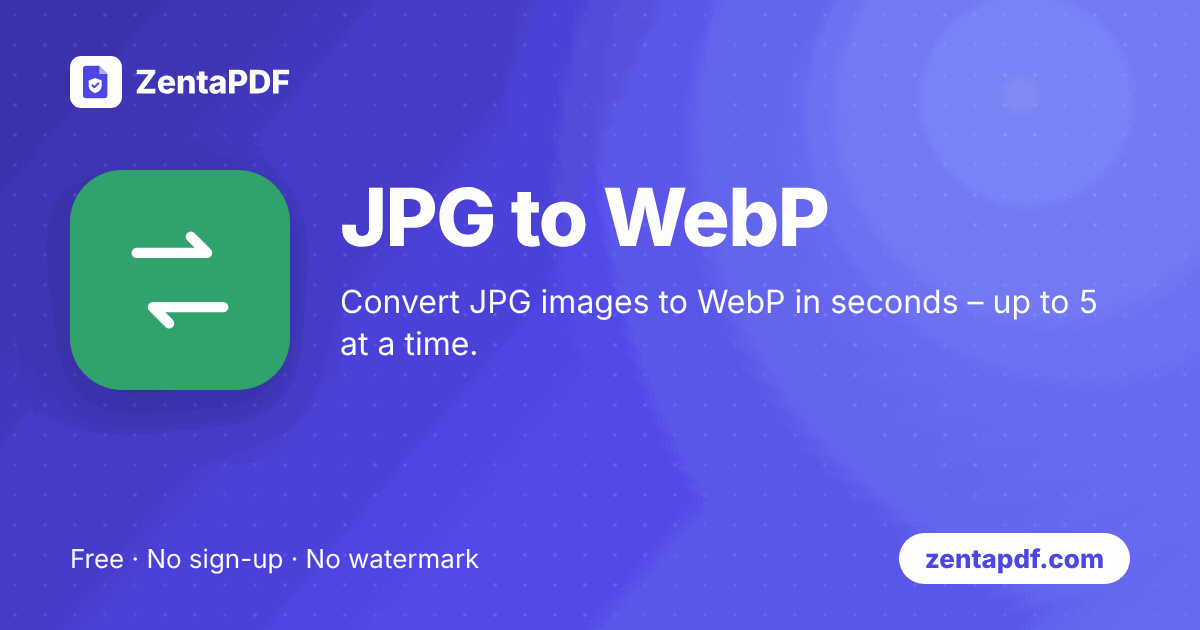 ZentaPDF
JPG to WebP
Convert JPG images to WebP in seconds – up to 5
at a time.
Free · No sign-up · No watermark
zentapdf.com